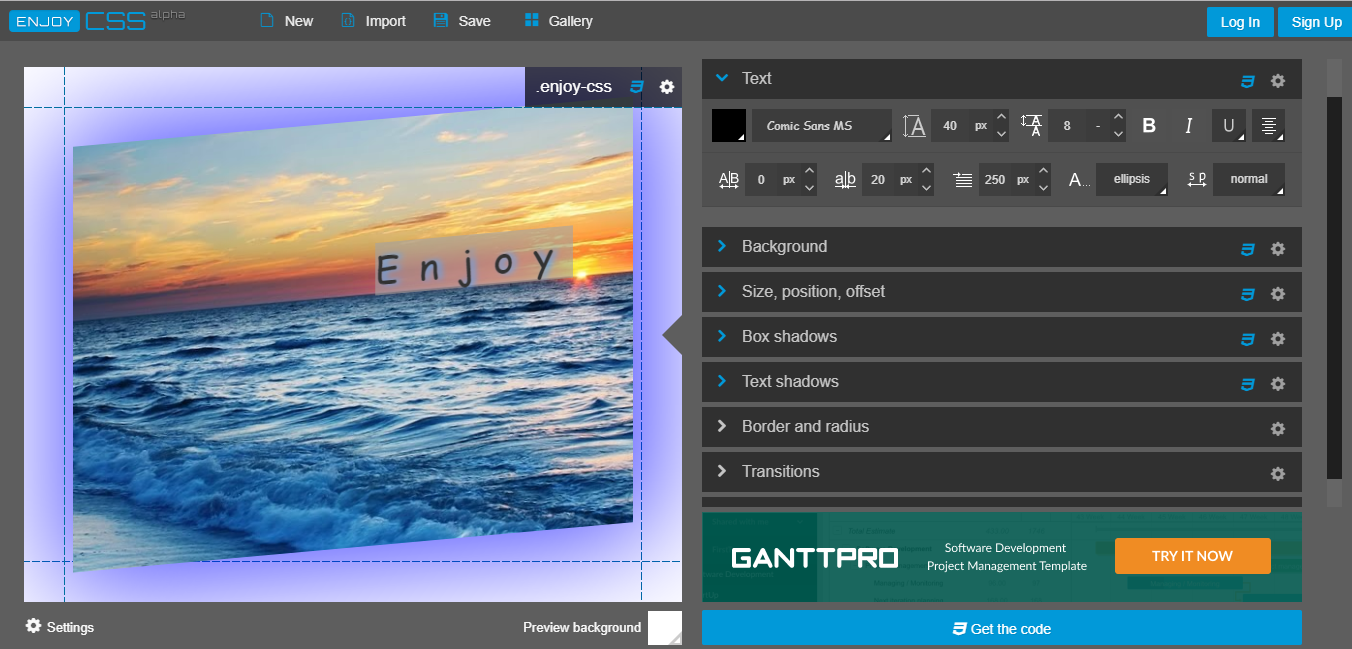 ENJOY CSS alpha
New Import Save Gallery
Log In Sign Up
.enjoy-css
Enjoy
Settings
Preview background
Text
Comic Sans MS 40 px 8 - B I U
AB 0 px ab 20 px 250 px A... ellipsis s p normal
Background
Size, position, offset
Box shadows
Text shadows
Border and radius
Transitions
GANTTPRO
Software Development
Project Management Template
TRY IT NOW
Get the code